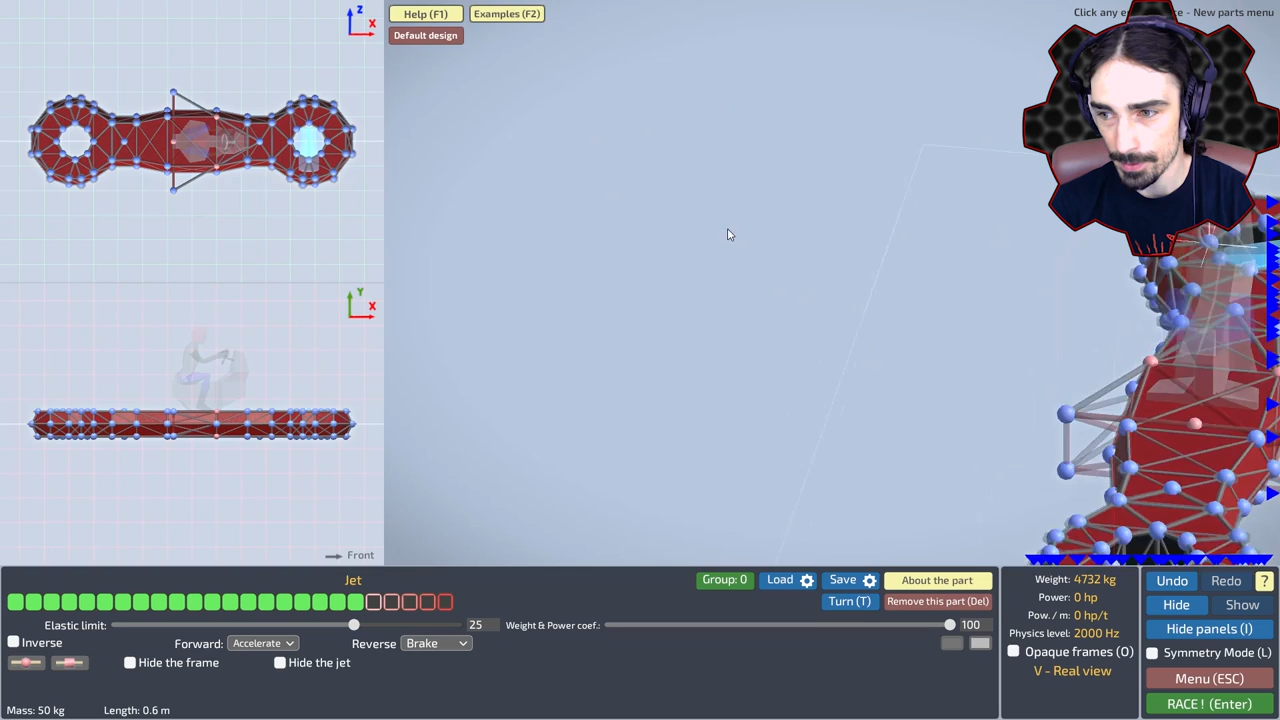 Z
X
Y
X
Front
Help (F1)
Examples (F2)
Default design
Click any
- New parts menu
Jet
Group: 0
Load
Save
About the part
Turn (T)
Remove this part (Del)
Elastic limit:
25
Weight & Power coef.:
100
Inverse
Forward:
Accelerate
Reverse
Brake
Hide the frame
Hide the jet
Mass: 50 kg
Length: 0.6 m
Weight: 4732 kg
Power: 0 hp
Pow. / m: 0 hp/t
Physics level: 2000 Hz
Opaque frames (O)
V - Real view
Undo
Redo
?
Hide
Show
Hide panels (I)
Symmetry Mode (L)
Menu (ESC)
RACE ! (Enter)